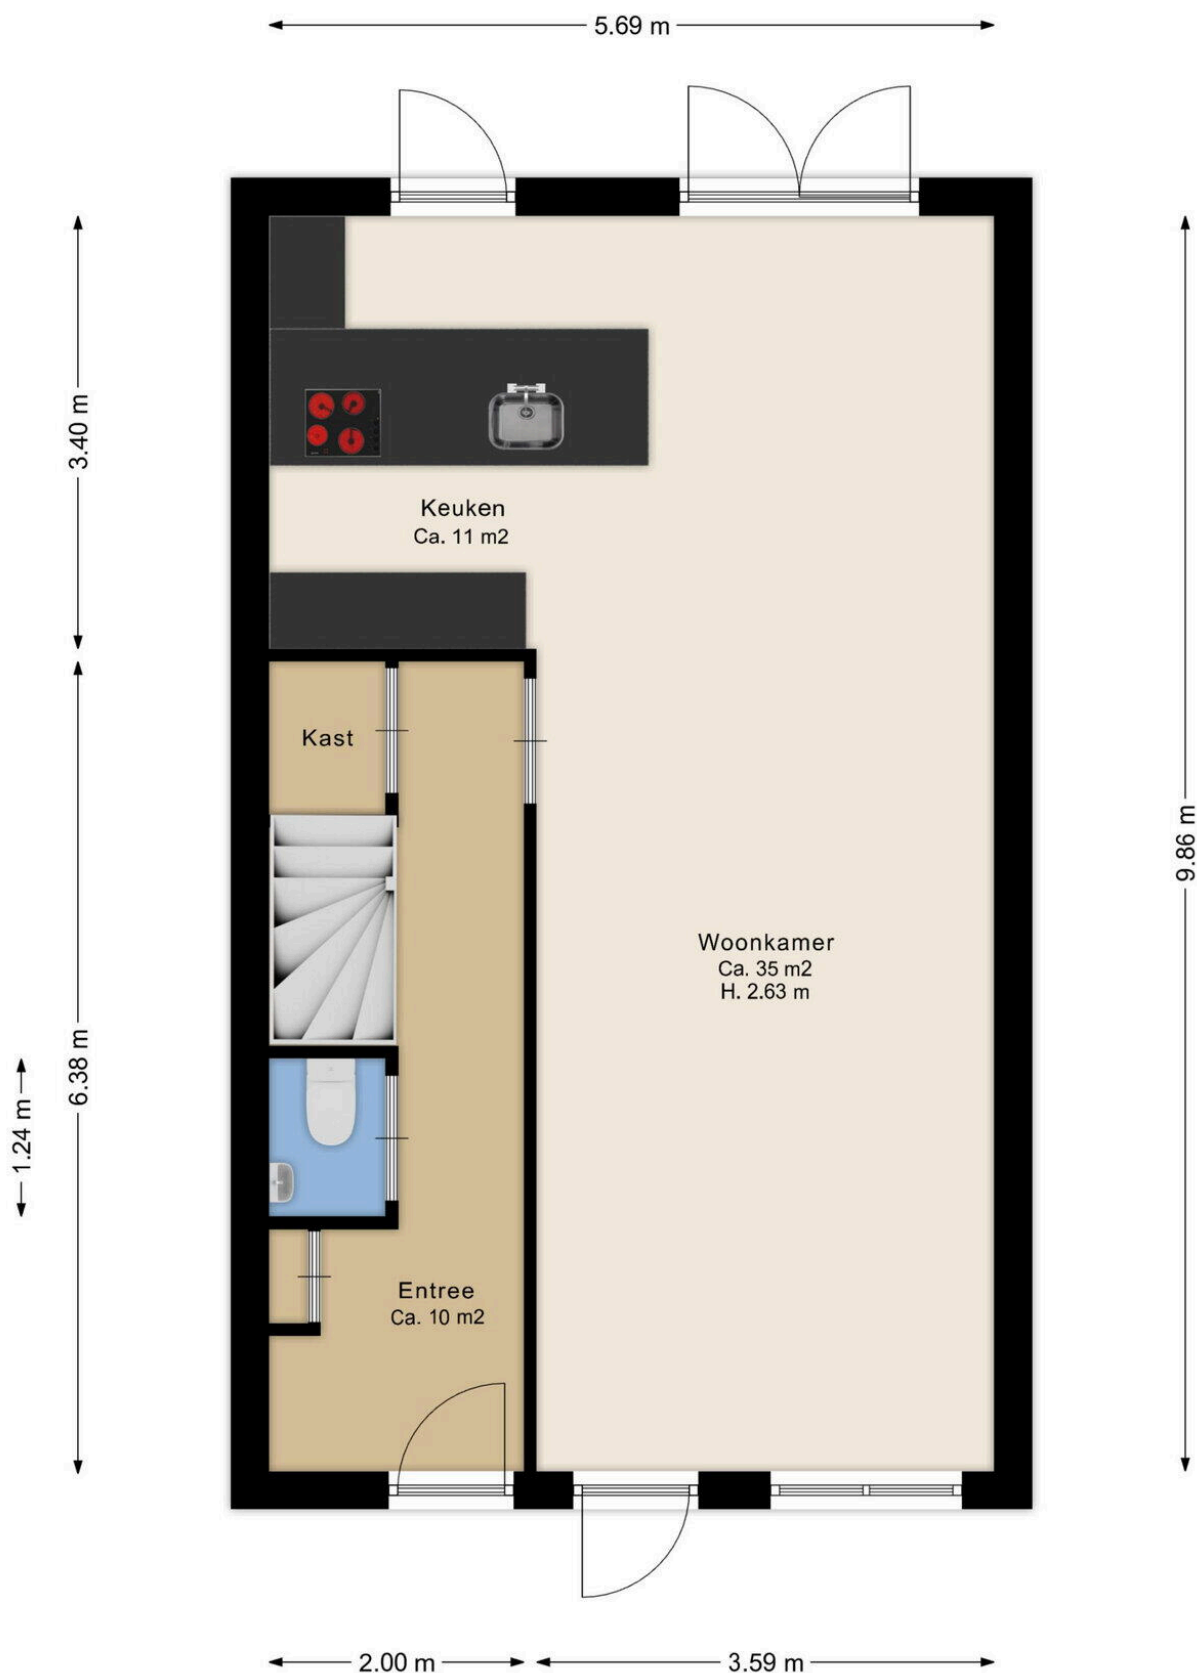 5.69 m
3.40 m
Keuken
Ca. 11 m2
Kast
9.86 m
Woonkamer
Ca. 35 m2
H. 2.63 m
6.38 m
1.24 m
Entree
Ca. 10 m2
2.00 m
3.59 m